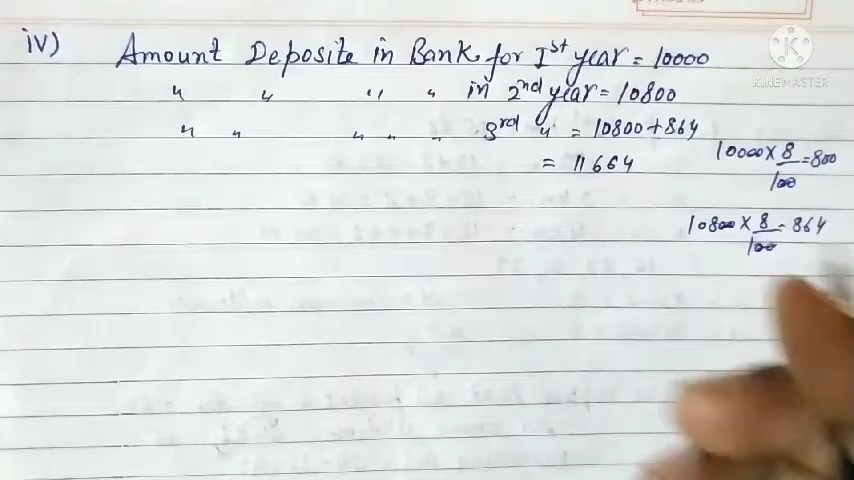 iv) Amount Deposite in Bank for Ist year = 10000
" " " " in 2nd year = 10800
" " " " " 3rd " = 10800 + 864
= 11664
10000 × 8/100 = 800
10800 × 8/100 = 864
KINEMASTER